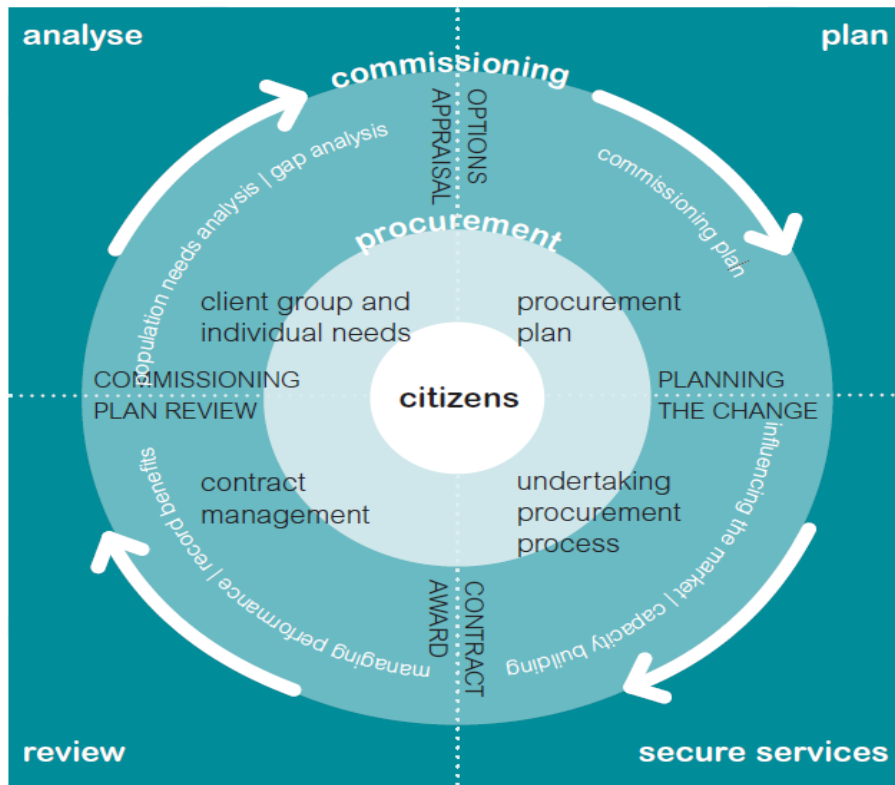 analyse
plan
commissioning
OPTIONS
APPRAISAL
population needs analysis | gap analysis
commissioning plan
procurement
client group and
individual needs
procurement
plan
COMMISSIONING
PLAN REVIEW
citizens
PLANNING
THE CHANGE
contract
management
undertaking
procurement
process
influencing the market | capacity building
managing performance | record benefits
CONTRACT
AWARD
review
secure services